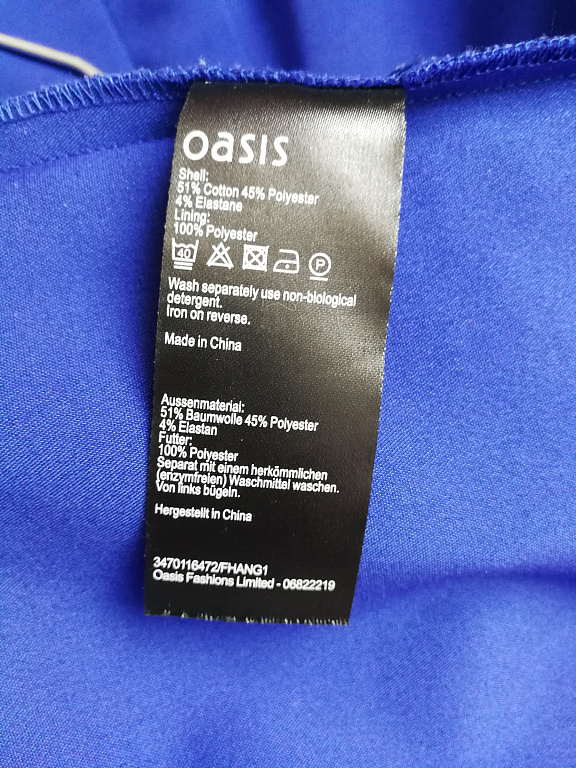 oasis
Shell:
51% Cotton 45% Polyester
4% Elastane
Lining:
100% Polyester
40 P
Wash separately use non-biological
detergent.
Iron on reverse.
Made in China
Aussenmaterial:
51% Baumwolle 45% Polyester
4% Elastan
Futter:
100% Polyester
Separat mit einem herkömmlichen
(enzymfreien) Waschmittel waschen.
Von links bügeln.
Hergestellt in China
3470116472/FHANG1
Oasis Fashions Limited - 06822219